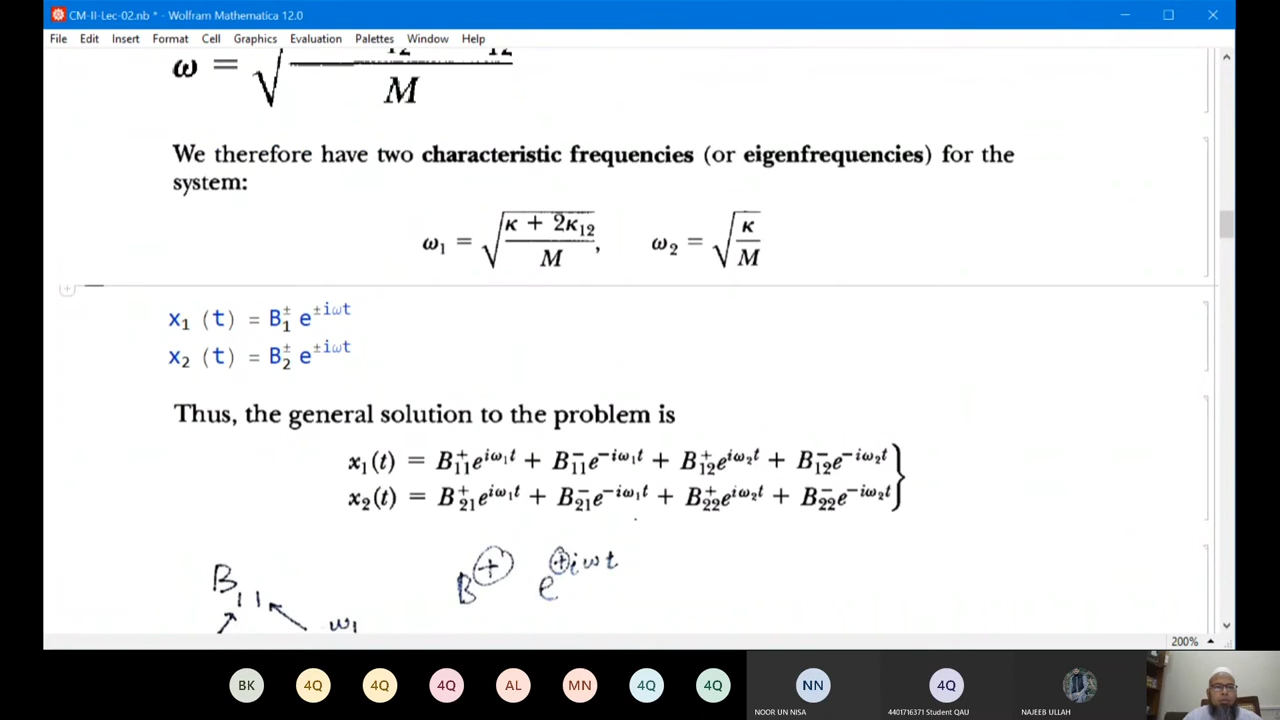 CM-II-Lec-02.nb * - Wolfram Mathematica 12.0
File Edit Insert Format Cell Graphics Evaluation Palettes Window Help
ω = √ 12 12 / M
We therefore have two characteristic frequencies (or eigenfrequencies) for the
system:
ω₁ = √((κ + 2κ₁₂)/M), ω₂ = √(κ/M)
x₁ (t) = B₁^± e^(±iωt)
x₂ (t) = B₂^± e^(±iωt)
Thus, the general solution to the problem is
x₁(t) = B₁₁⁺e^(iω₁t) + B₁₁⁻e^(−iω₁t) + B₁₂⁺e^(iω₂t) + B₁₂⁻e^(−iω₂t)
x₂(t) = B₂₁⁺e^(iω₁t) + B₂₁⁻e^(−iω₁t) + B₂₂⁺e^(iω₂t) + B₂₂⁻e^(−iω₂t)
B₁₁ B⁺ e^(+iωt)
ω₁
200%
BK 4Q 4Q 4Q AL MN 4Q 4Q NN 4Q
NOOR UN NISA 4401716371 Student QAU NAJEEB ULLAH